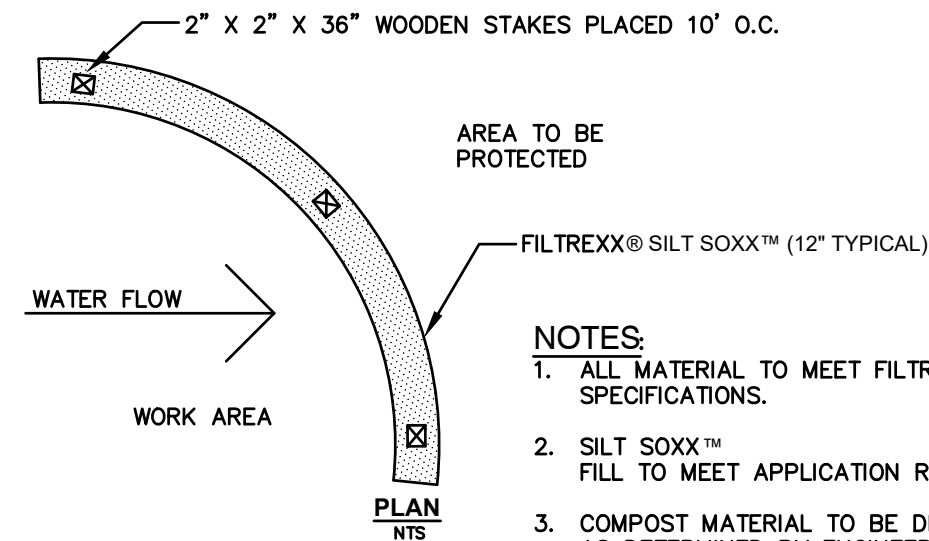 2" X 2" X 36" WOODEN STAKES PLACED 10' O.C.
AREA TO BE
PROTECTED
FILTREXX® SILT SOXX™ (12" TYPICAL)
WATER FLOW
WORK AREA
PLAN
NTS
NOTES:
1. ALL MATERIAL TO MEET
SPECIFICATIONS.
2. SILT SOXX™
FILL TO MEET APPLICATION
3. COMPOST MATERIAL TO BE